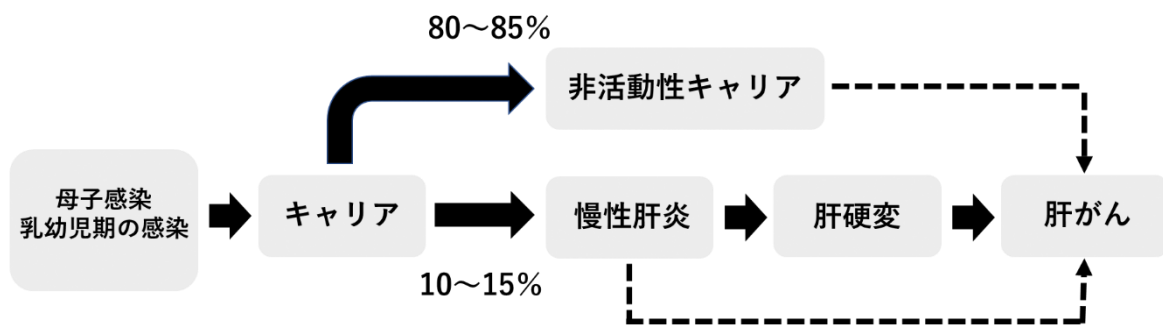 80～85%
非活動性キャリア
母子感染
乳幼児期の感染
キャリア
慢性肝炎
肝硬変
肝がん
10～15%